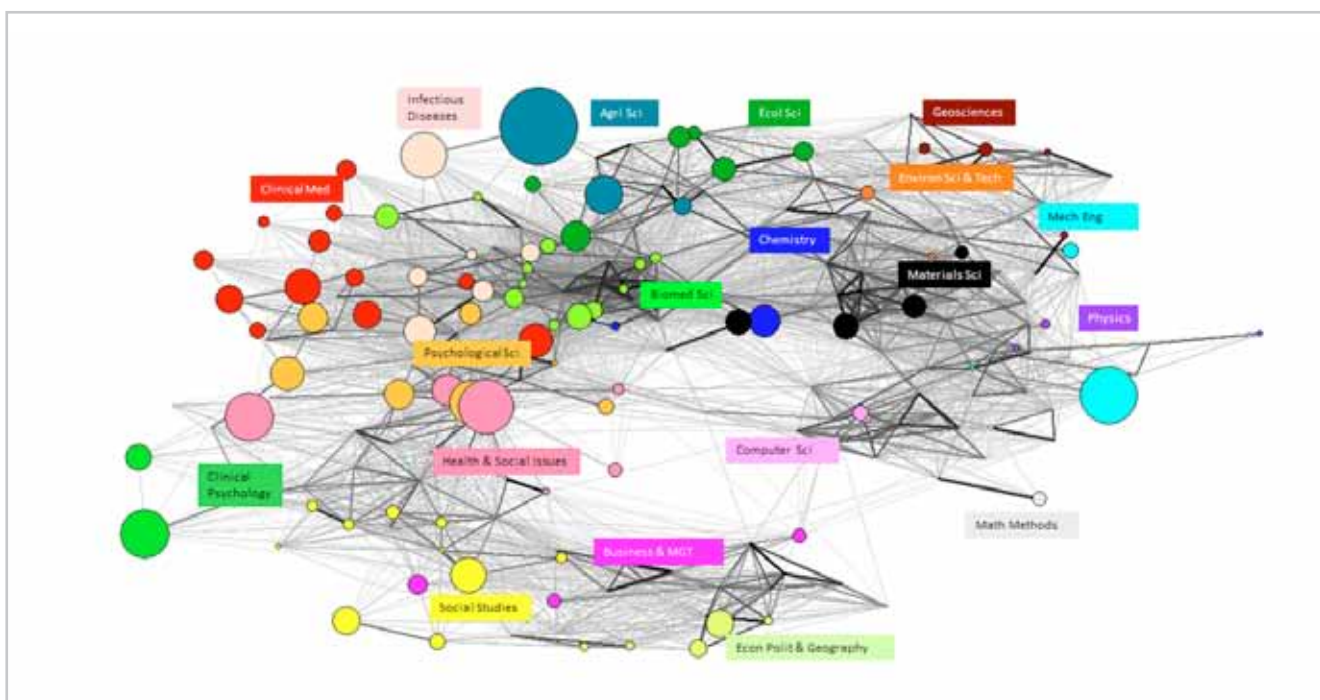 Infectious
Diseases
Agri Sci
Ecol Sci
Geosciences
Clinical Med
Environ Sci & Tech
Mech Eng
Chemistry
Materials Sci
Biomed Sci
Physics
Psychological Sci
Health & Social Issues
Computer Sci
Clinical
Psychology
Math Methods
Business & MGT
Social Studies
Econ Polit & Geography